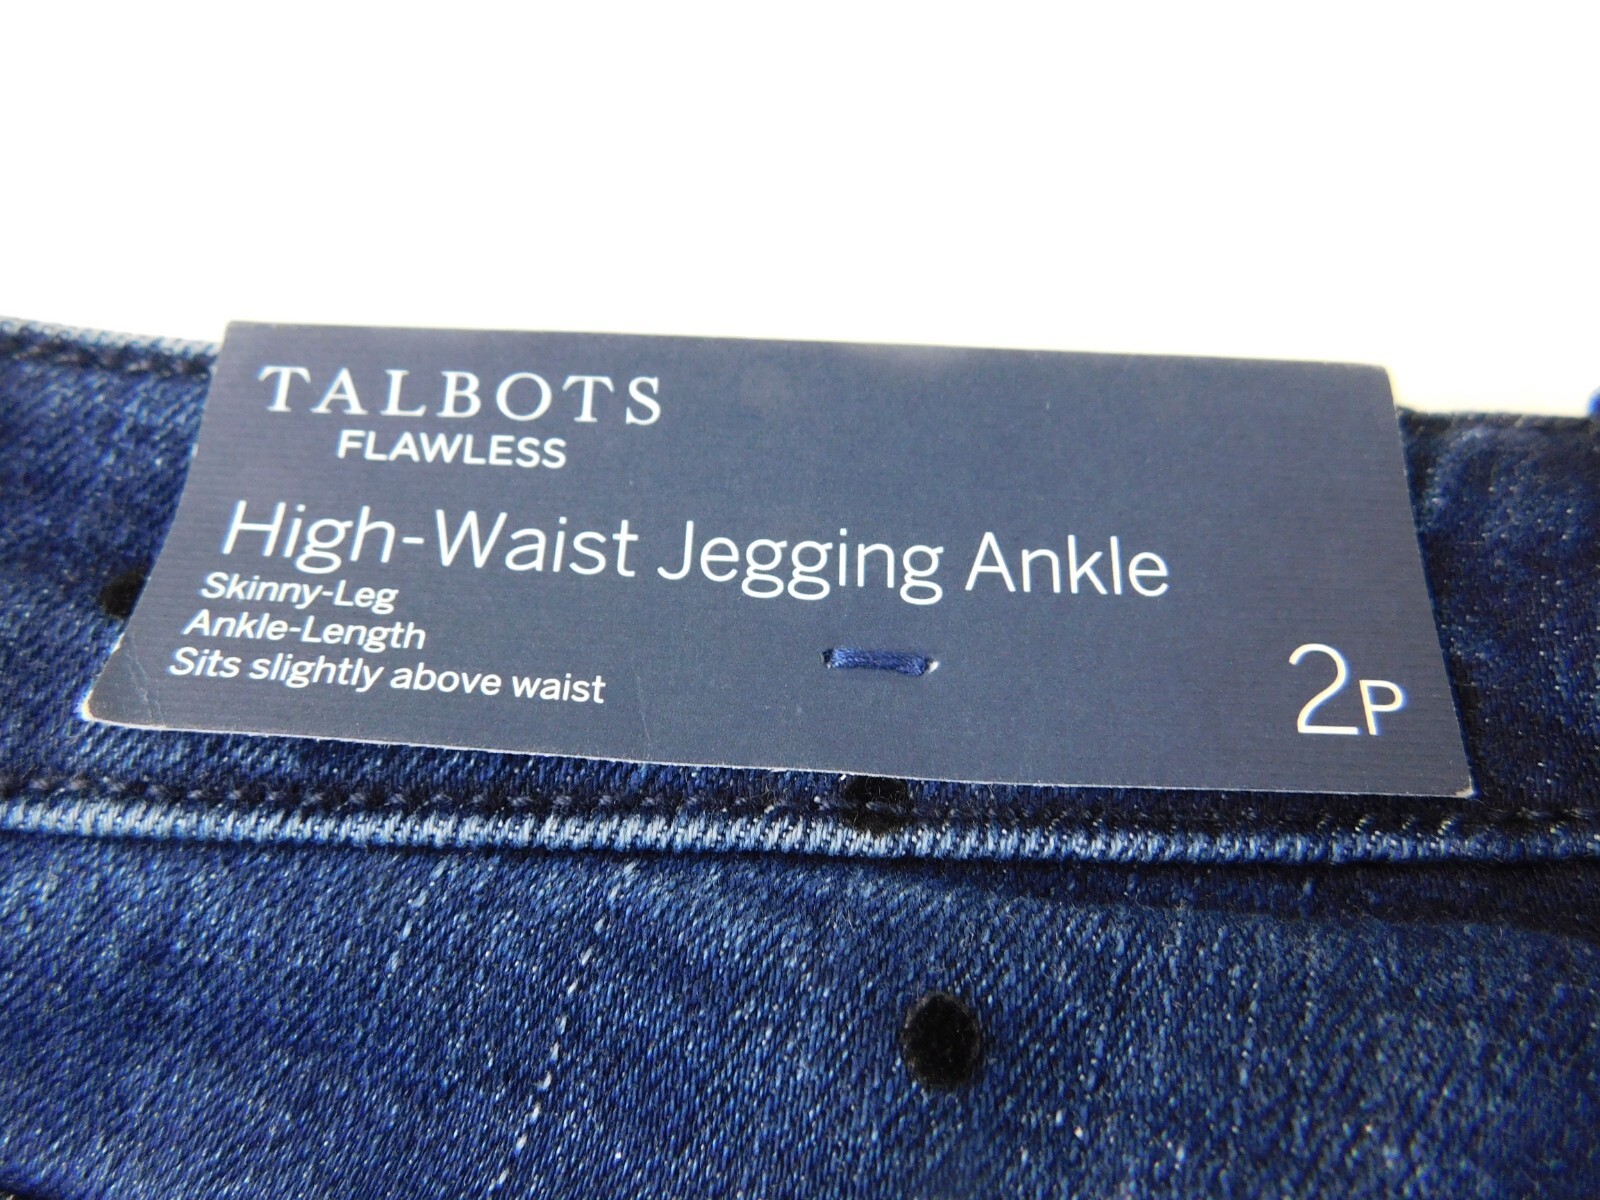 TALBOTS
FLAWLESS
High-Waist Jegging Ankle
Skinny-Leg
Ankle-Length
Sits slightly above waist
2P